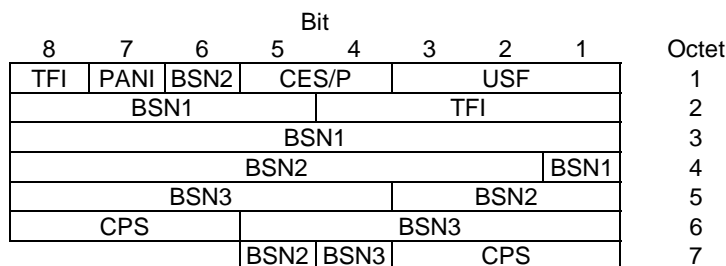 Bit
8 7 6 5 4 3 2 1 Octet
TFI PANI BSN2 CES/P USF 1
BSN1 TFI 2
BSN1 3
BSN2 BSN1 4
BSN3 BSN2 5
CPS BSN3 6
BSN2 BSN3 CPS 7